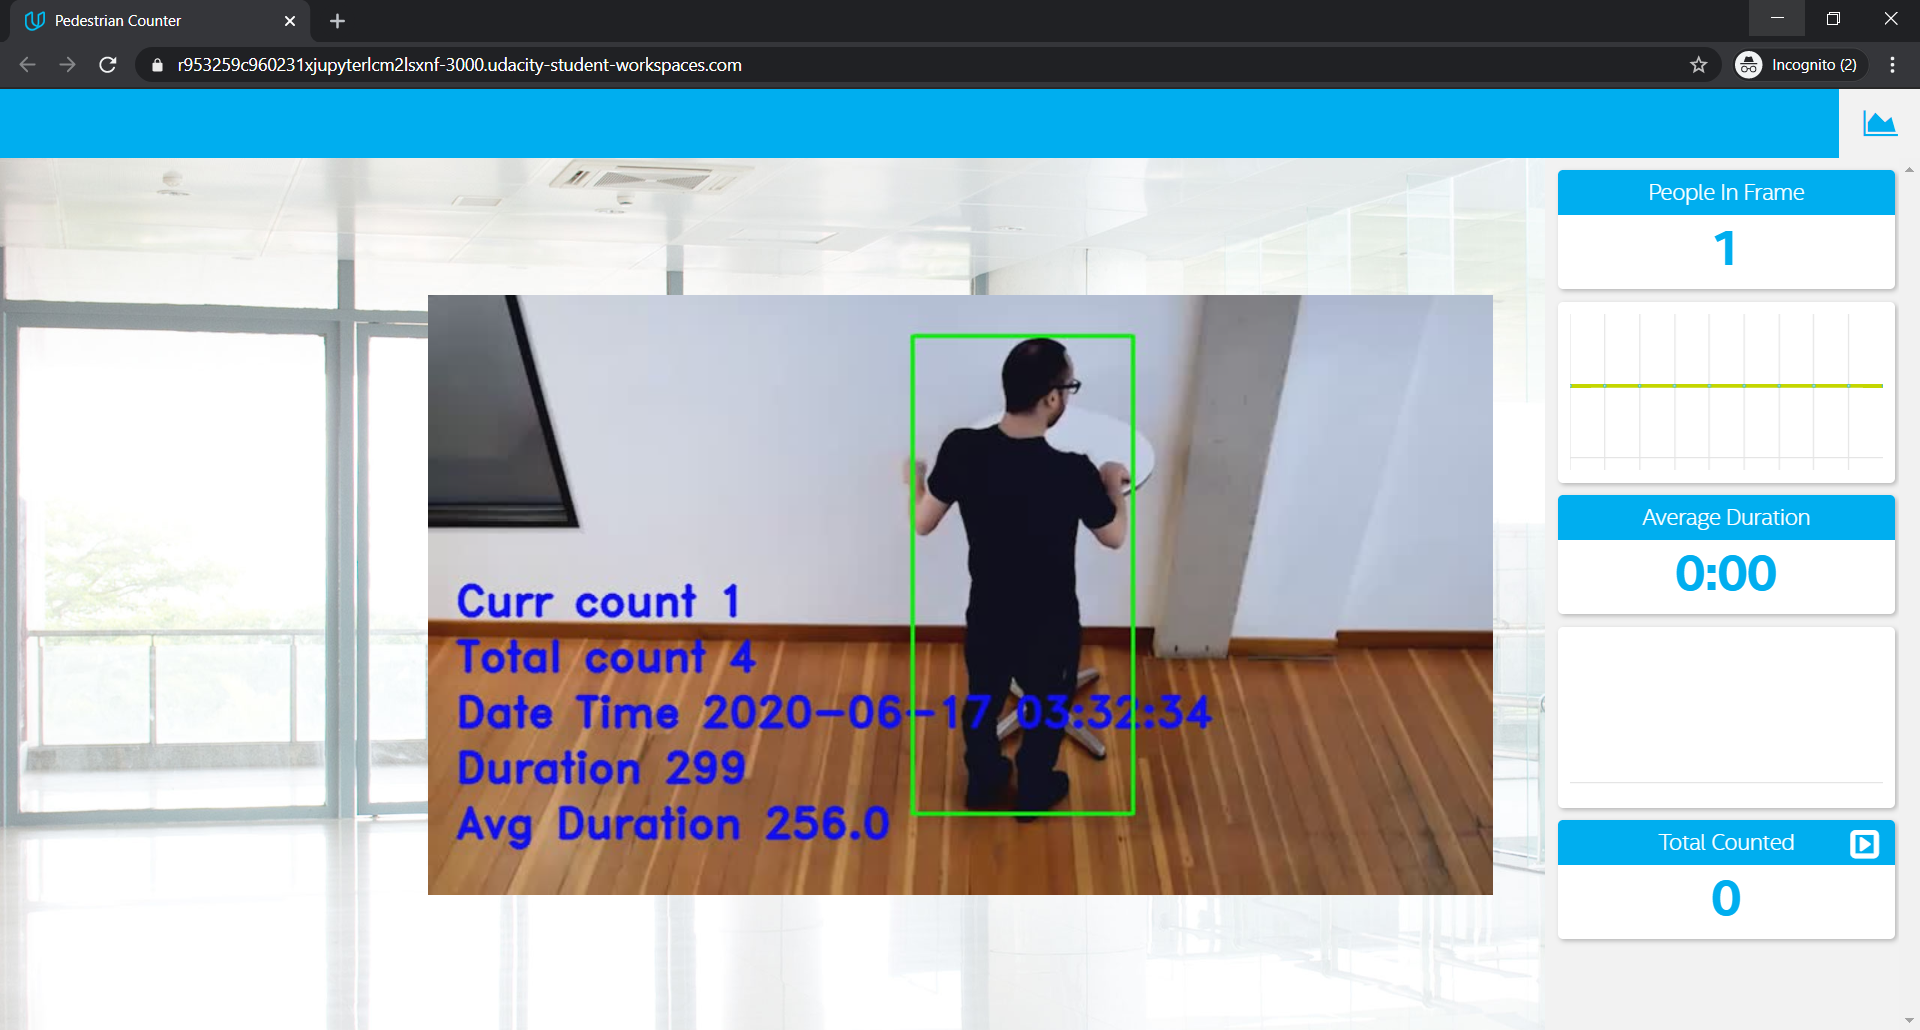 Pedestrian Counter
r953259c960231xjupyterlcm2lsxnf-3000.udacity-student-workspaces.com
Incognito (2)
People In Frame
1
Curr count 1
Total count 4
Date Time 2020-06-17 03:32:34
Duration 299
Avg Duration 256.0
Average Duration
0:00
Total Counted
0